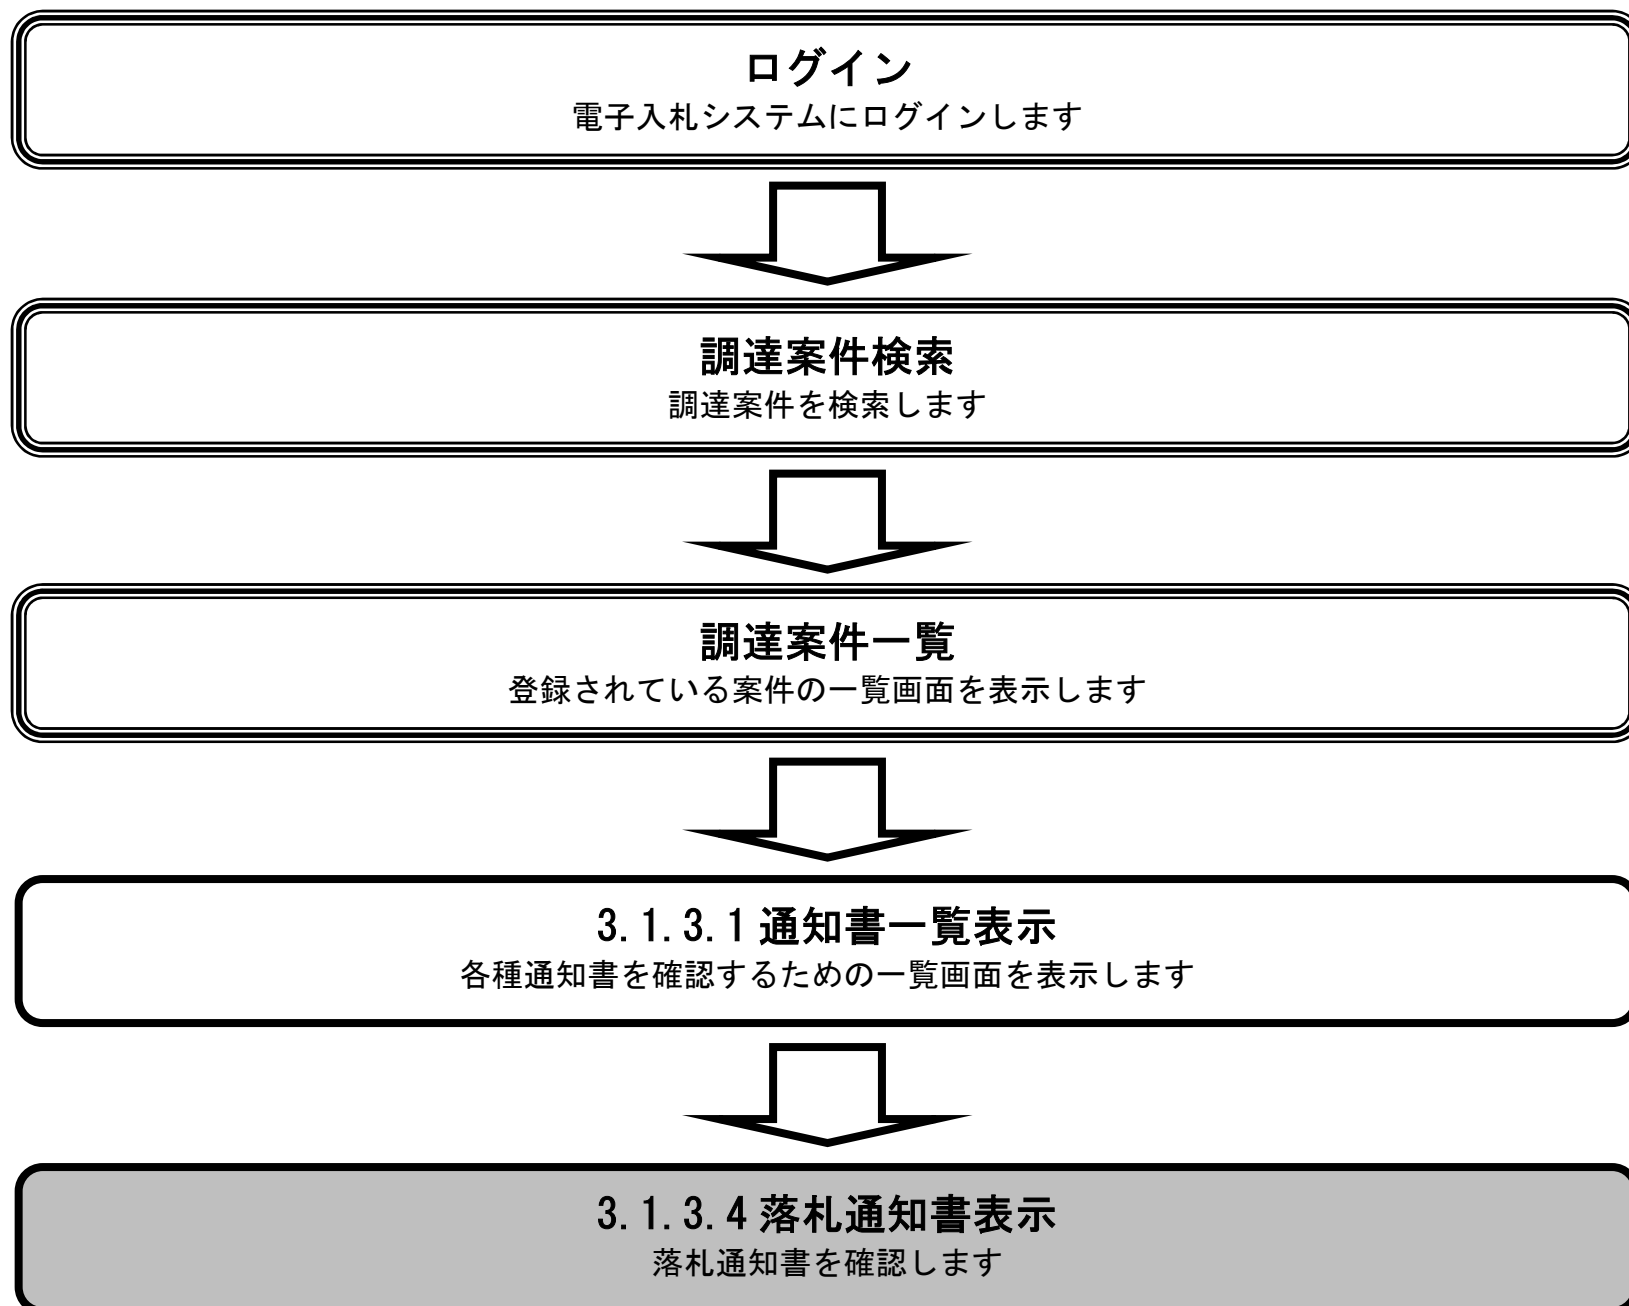 ログイン
電子入札システムにログインします
調達案件検索
調達案件を検索します
調達案件一覧
登録されている案件の一覧画面を表示します
3.1.3.1 通知書一覧表示
各種通知書を確認するための一覧画面を表示します
3.1.3.4 落札通知書表示
落札通知書を確認します